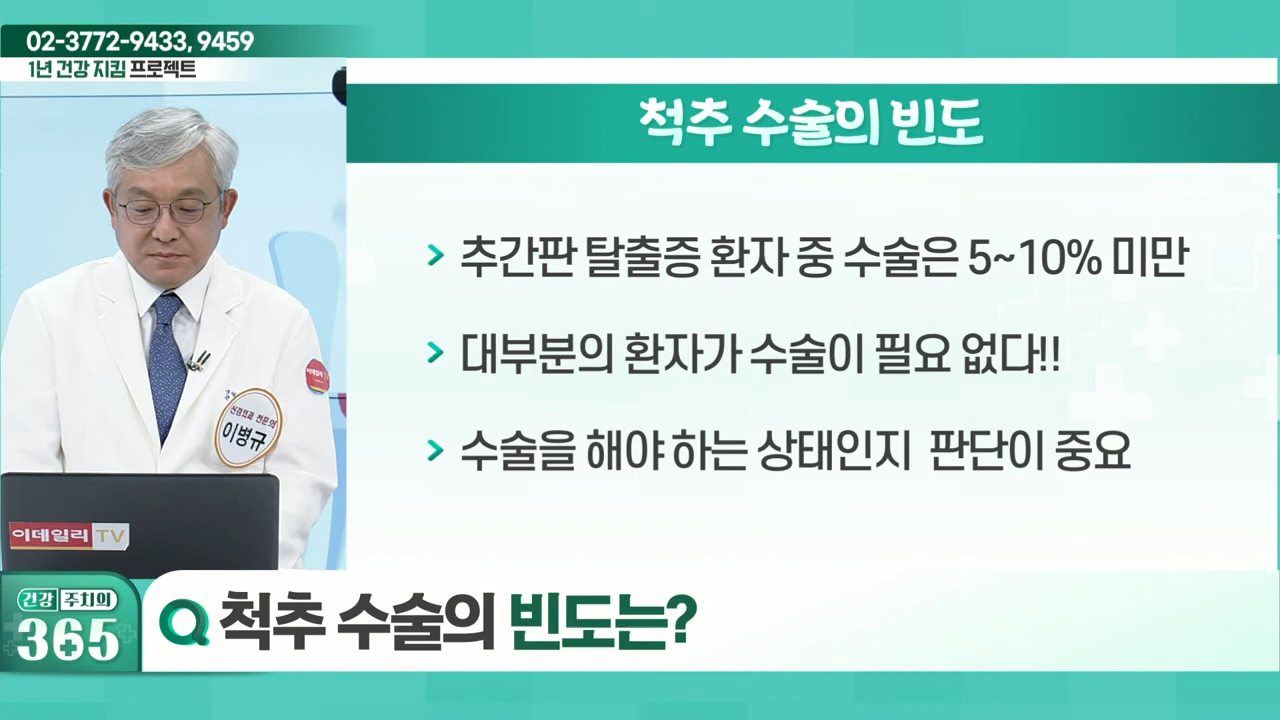 02-3772-9433, 9459
1년 건강 지킴 프로젝트
척추 수술의 빈도
추간판 탈출증 환자 중 수술은 5~10% 미만
대부분의 환자가 수술이 필요 없다!!
수술을 해야 하는 상태인지 판단이 중요
이데일리
신경외과 전문의
이병규
이데일리 TV
건강 주치의
365
Q 척추 수술의 빈도는?